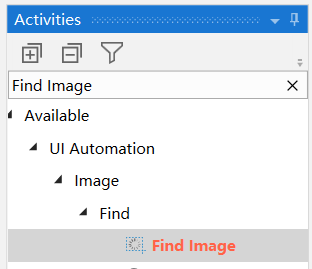 Activities
Find Image
Available
UI Automation
Image
Find
Find Image